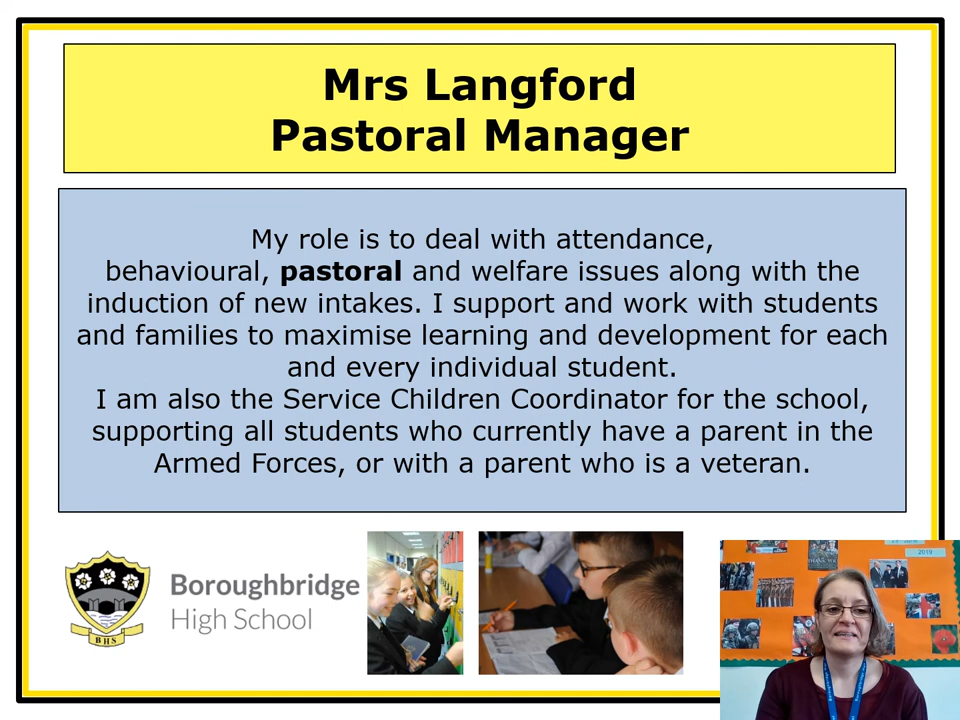 Mrs Langford
Pastoral Manager
My role is to deal with attendance,
behavioural, pastoral and welfare issues along with the
induction of new intakes. I support and work with students
and families to maximise learning and development for each
and every individual student.
I am also the Service Children Coordinator for the school,
supporting all students who currently have a parent in the
Armed Forces, or with a parent who is a veteran.
BHS
Boroughbridge
High School
THANK YOU
2019